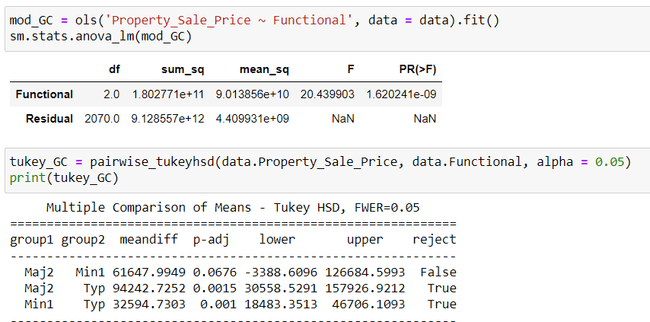 mod_GC = ols('Property_Sale_Price ~ Functional', data = data).fit()
sm.stats.anova_lm(mod_GC)
df sum_sq mean_sq F PR(>F)
Functional 2.0 1.802771e+11 9.013856e+10 20.439903 1.620241e-09
Residual 2070.0 9.128557e+12 4.409931e+09 NaN NaN
tukey_GC = pairwise_tukeyhsd(data.Property_Sale_Price, data.Functional, alpha = 0.05)
print(tukey_GC)
Multiple Comparison of Means - Tukey HSD, FWER=0.05
===========================================================
group1 group2 meandiff p-adj lower upper reject
-----------------------------------------------------------
Maj2 Min1 61647.9949 0.0676 -3388.6096 126684.5993 False
Maj2 Typ 94242.7252 0.0015 30558.5291 157926.9212 True
Min1 Typ 32594.7303 0.001 18483.3513 46706.1093 True
-----------------------------------------------------------